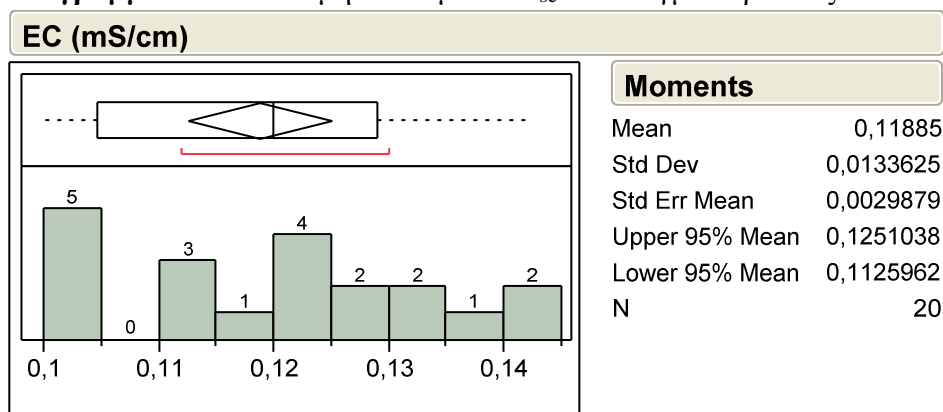 EC (mS/cm)
Moments
Mean 0,11885
Std Dev 0,0133625
Std Err Mean 0,0029879
Upper 95% Mean 0,1251038
Lower 95% Mean 0,1125962
N 20
5
0
3
1
4
2
2
1
2
0,1 0,11 0,12 0,13 0,14